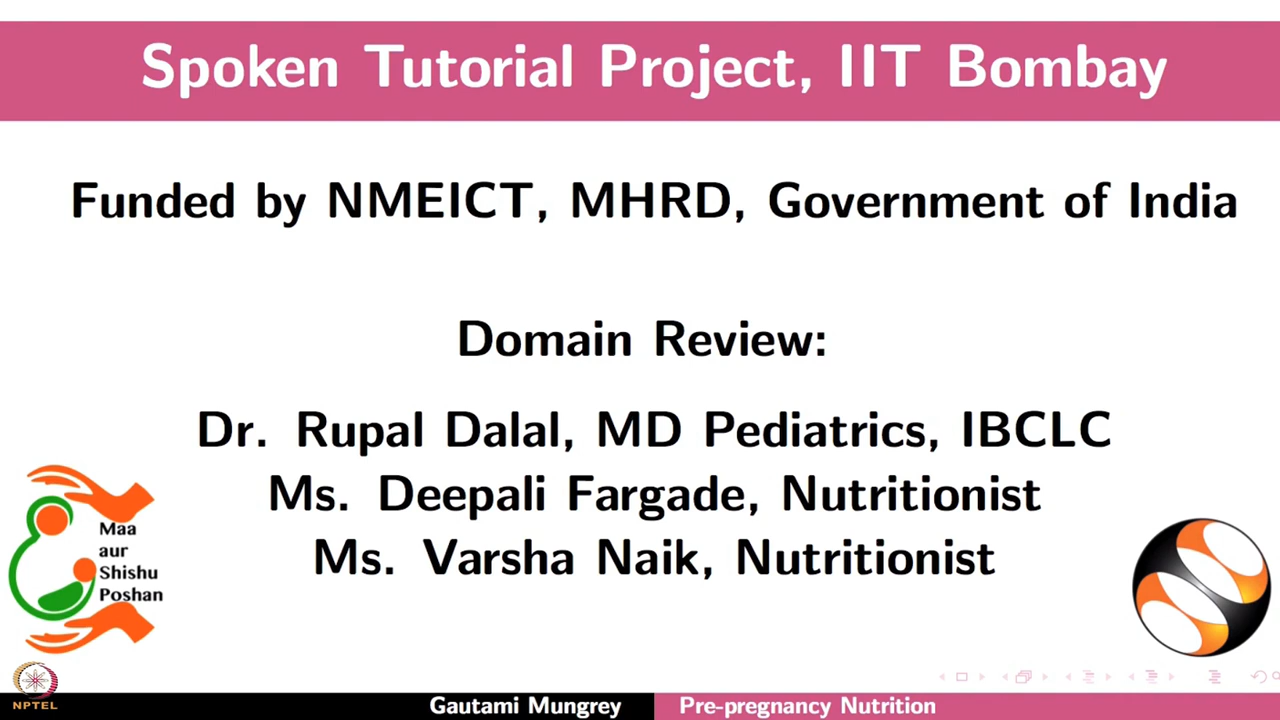 Spoken Tutorial Project, IIT Bombay
Funded by NMEICT, MHRD, Government of India
Domain Review:
Dr. Rupal Dalal, MD Pediatrics, IBCLC
Ms. Deepali Fargade, Nutritionist
Ms. Varsha Naik, Nutritionist
Maa
aur
Shishu
Poshan
NPTEL
Gautami Mungrey
Pre-pregnancy Nutrition